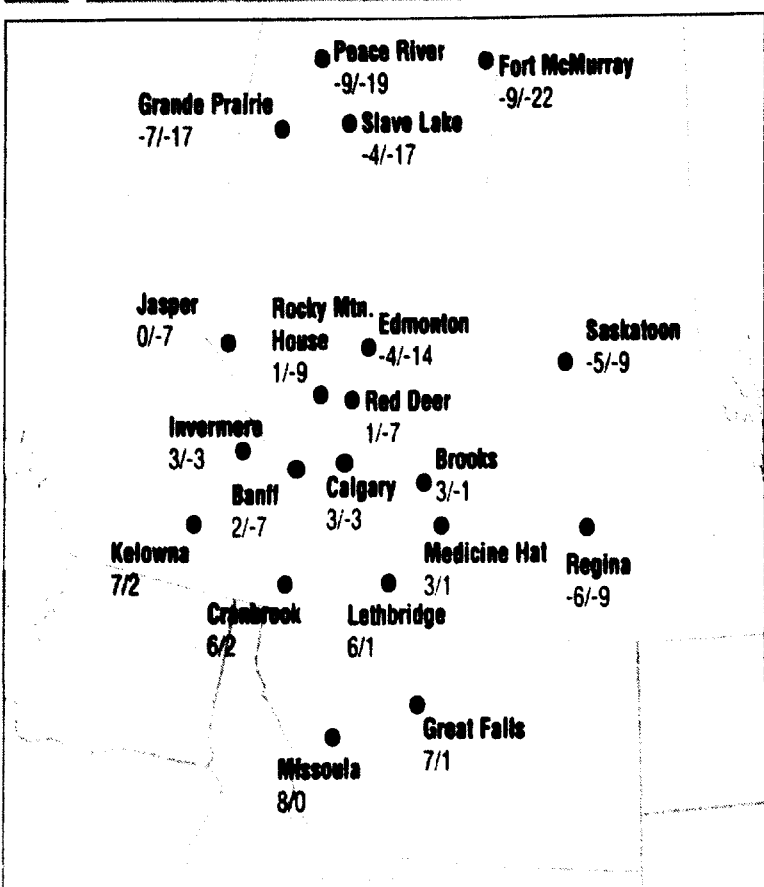 Peace River
-9/-19
Fort McMurray
-9/-22
Grande Prairie
-7/-17
Slave Lake
-4/-17
Jasper
0/-7
Rocky Mtn.
House
1/-9
Edmonton
-4/-14
Saskatoon
-5/-9
Red Deer
1/-7
Invermere
3/-3
Banff
2/-7
Calgary
3/-3
Brooks
3/-1
Kelowna
7/2
Medicine Hat
3/1
Regina
-6/-9
Cranbrook
6/2
Lethbridge
6/1
Great Falls
7/1
Missoula
8/0